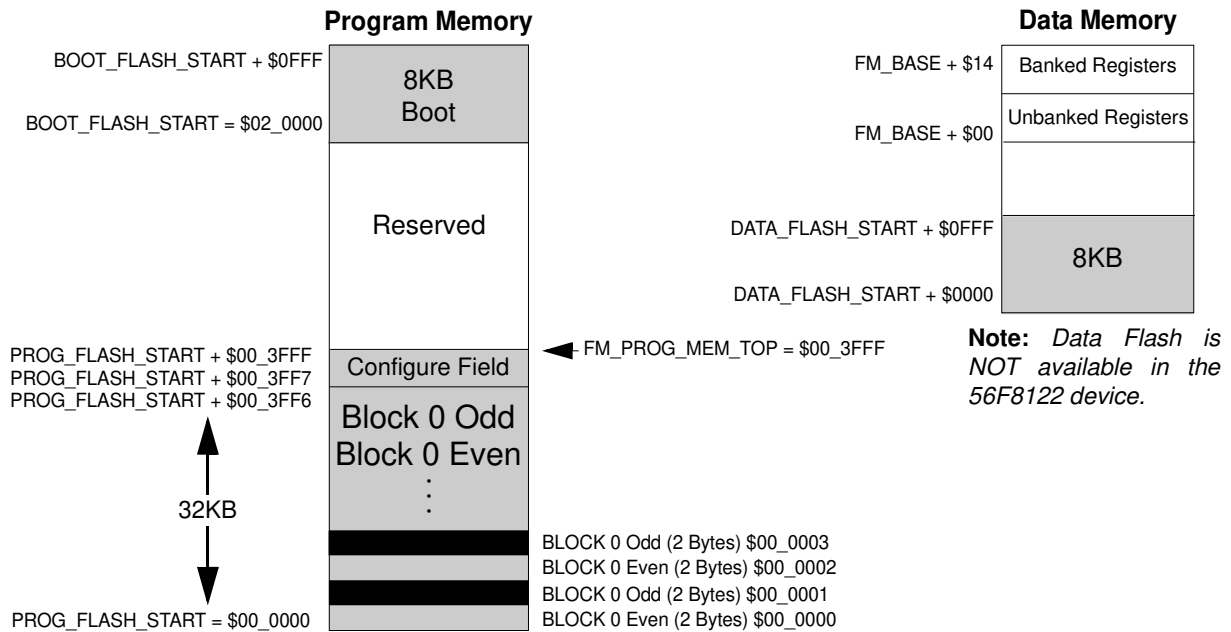 Program Memory
BOOT_FLASH_START + $0FFF
8KB
Boot
BOOT_FLASH_START = $02_0000
Reserved
PROG_FLASH_START + $00_3FFF
FM_PROG_MEM_TOP = $00_3FFF
Configure Field
PROG_FLASH_START + $00_3FF7
PROG_FLASH_START + $00_3FF6
Block 0 Odd
Block 0 Even
32KB
BLOCK 0 Odd (2 Bytes) $00_0003
BLOCK 0 Even (2 Bytes) $00_0002
BLOCK 0 Odd (2 Bytes) $00_0001
PROG_FLASH_START = $00_0000
BLOCK 0 Even (2 Bytes) $00_0000
Data Memory
FM_BASE + $14
Banked Registers
Unbanked Registers
FM_BASE + $00
DATA_FLASH_START + $0FFF
8KB
DATA_FLASH_START + $0000
Note: Data Flash is
NOT available in the
56F8122 device.